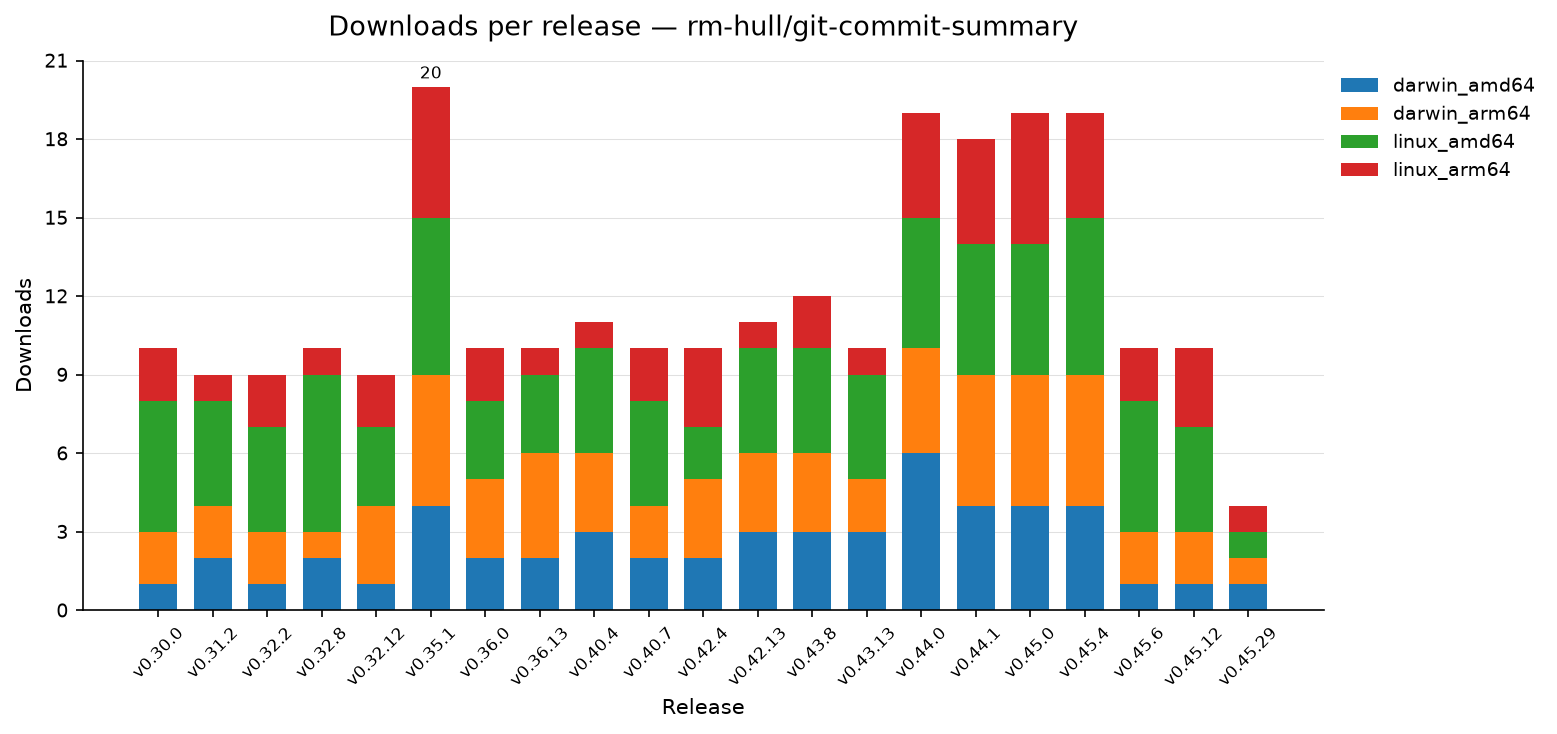 Downloads per release — rm-hull/git-commit-summary
21
18
15
12
9
6
3
0
Downloads
20
darwin_amd64
darwin_arm64
linux_amd64
linux_arm64
v0.30.0
v0.31.2
v0.32.2
v0.32.8
v0.32.12
v0.35.1
v0.36.0
v0.36.13
v0.40.4
v0.40.7
v0.42.4
v0.42.13
v0.43.8
v0.43.13
v0.44.0
v0.44.1
v0.45.0
v0.45.4
v0.45.6
v0.45.12
v0.45.29
Release